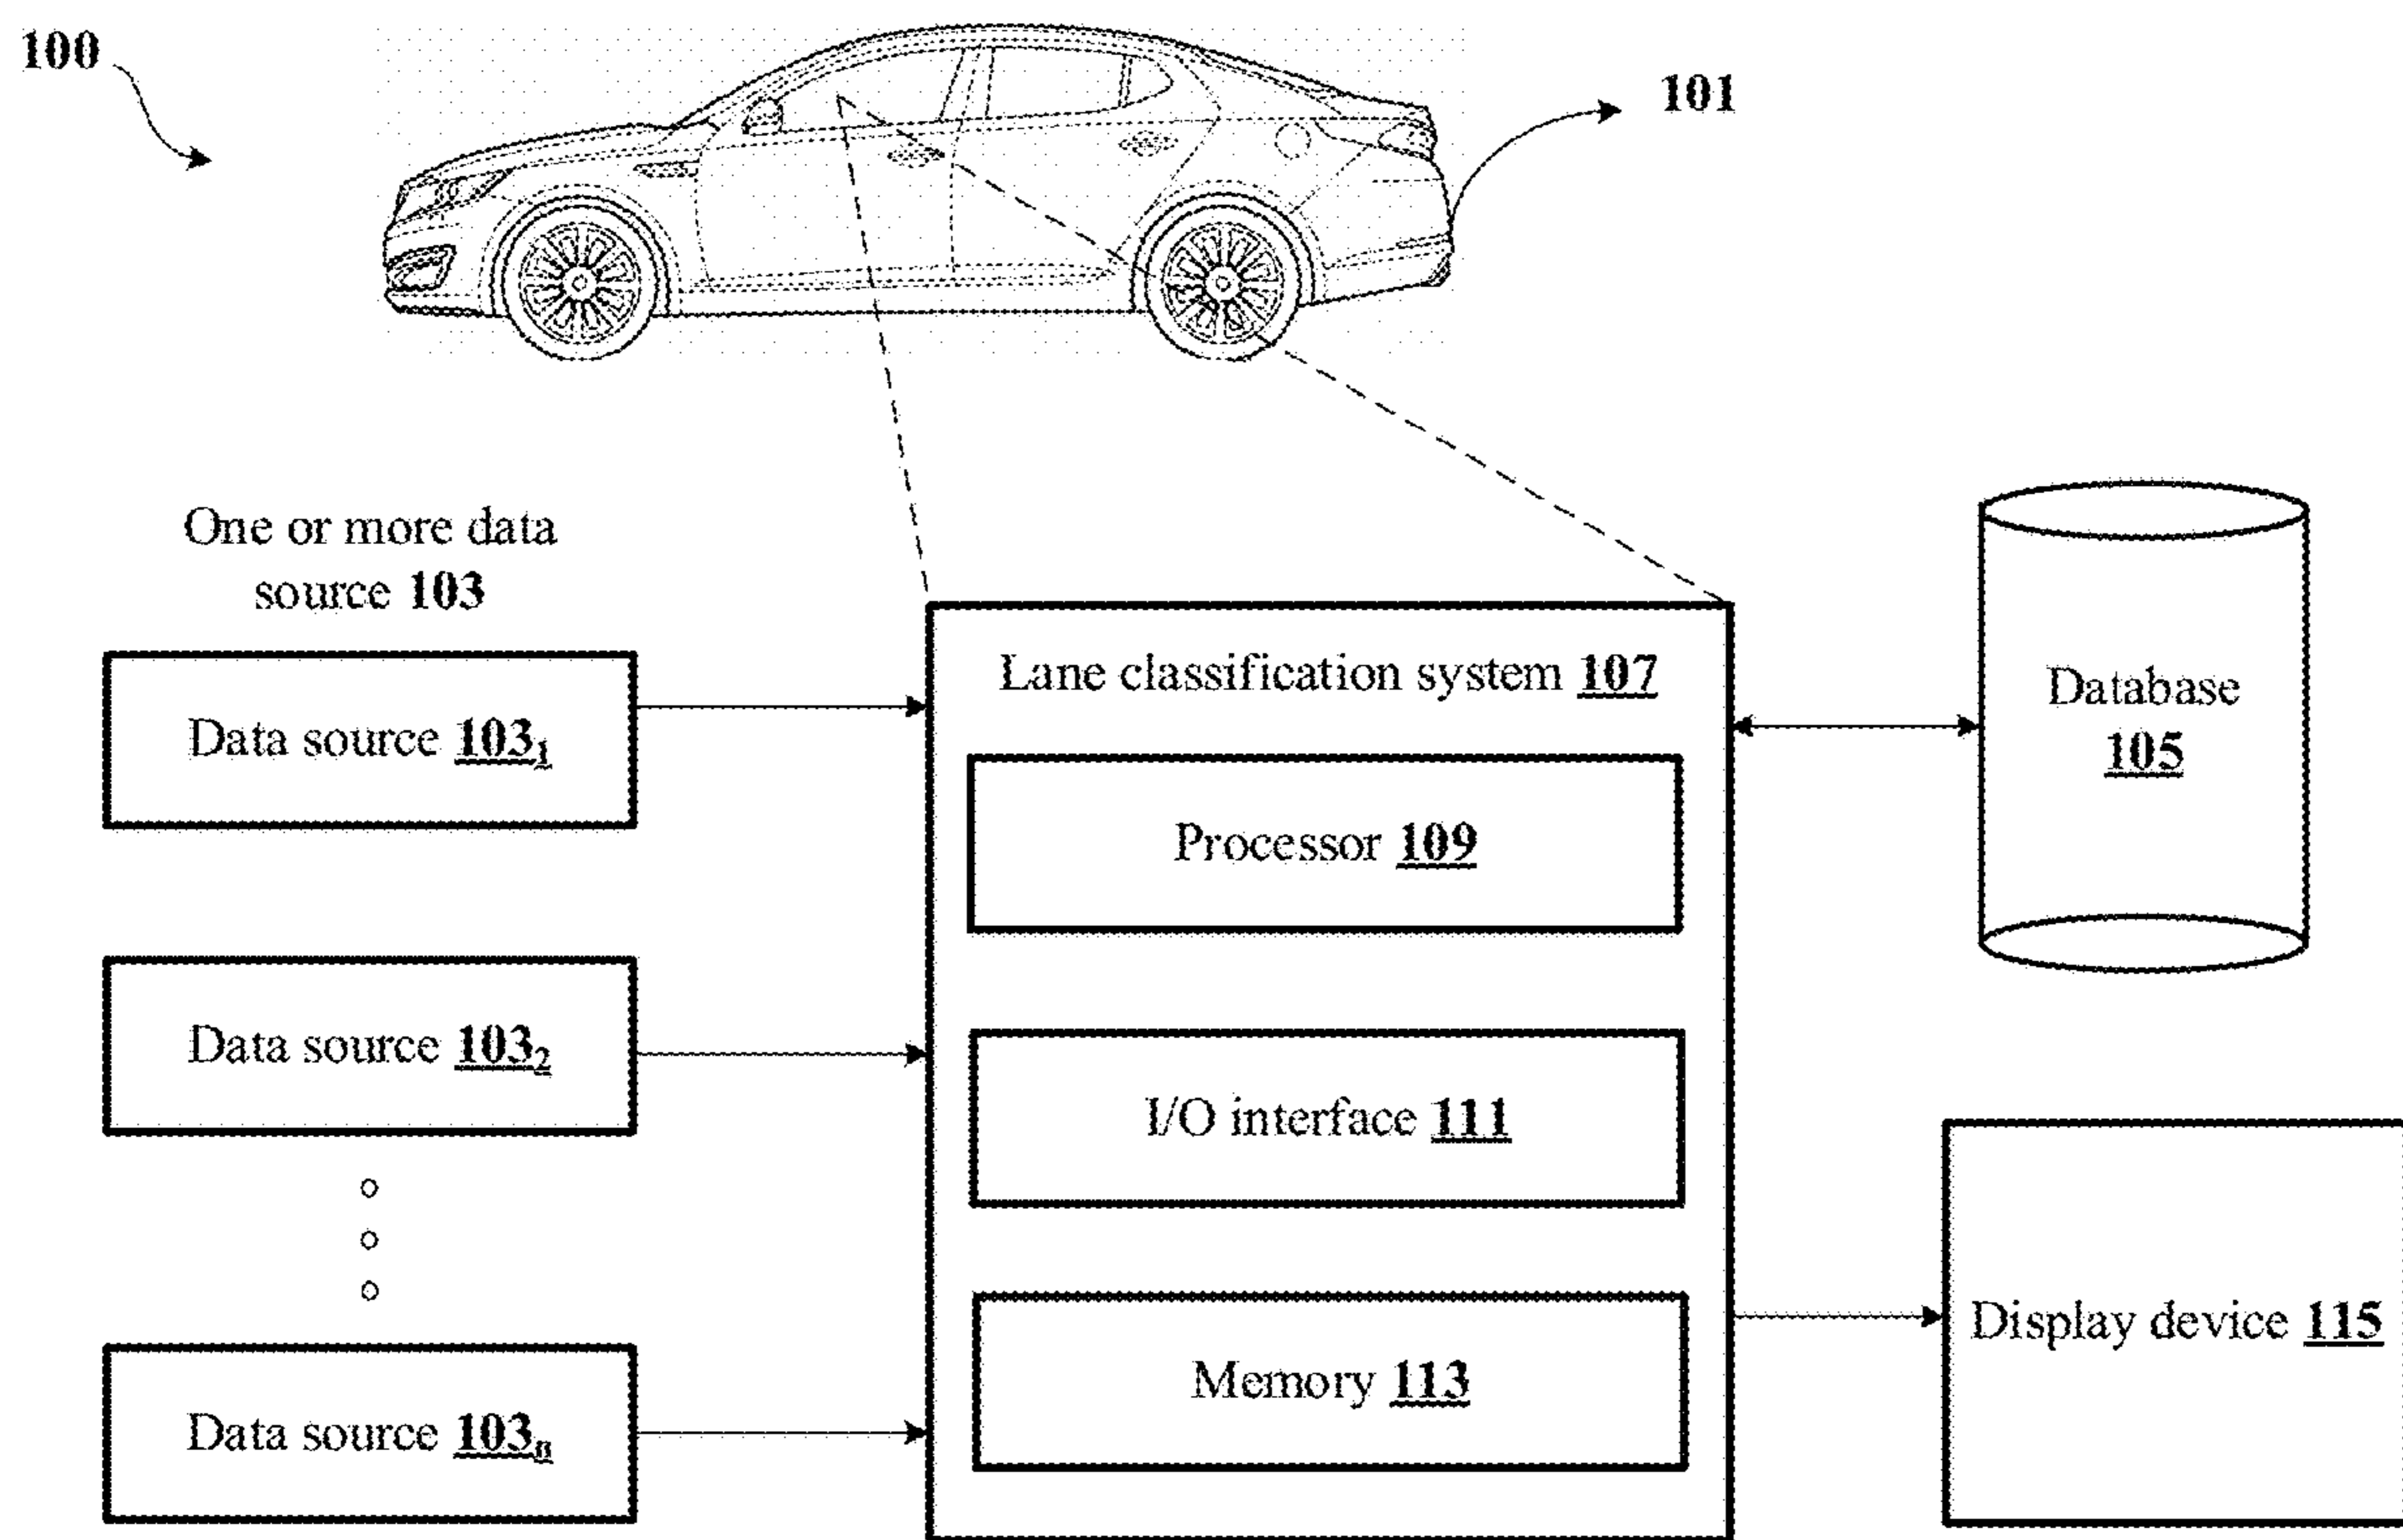 100
101
One or more data
source 103
Data source 103₁
Data source 103₂
Data source 103ₙ
Lane classification system 107
Processor 109
I/O interface 111
Memory 113
Database
105
Display device 115